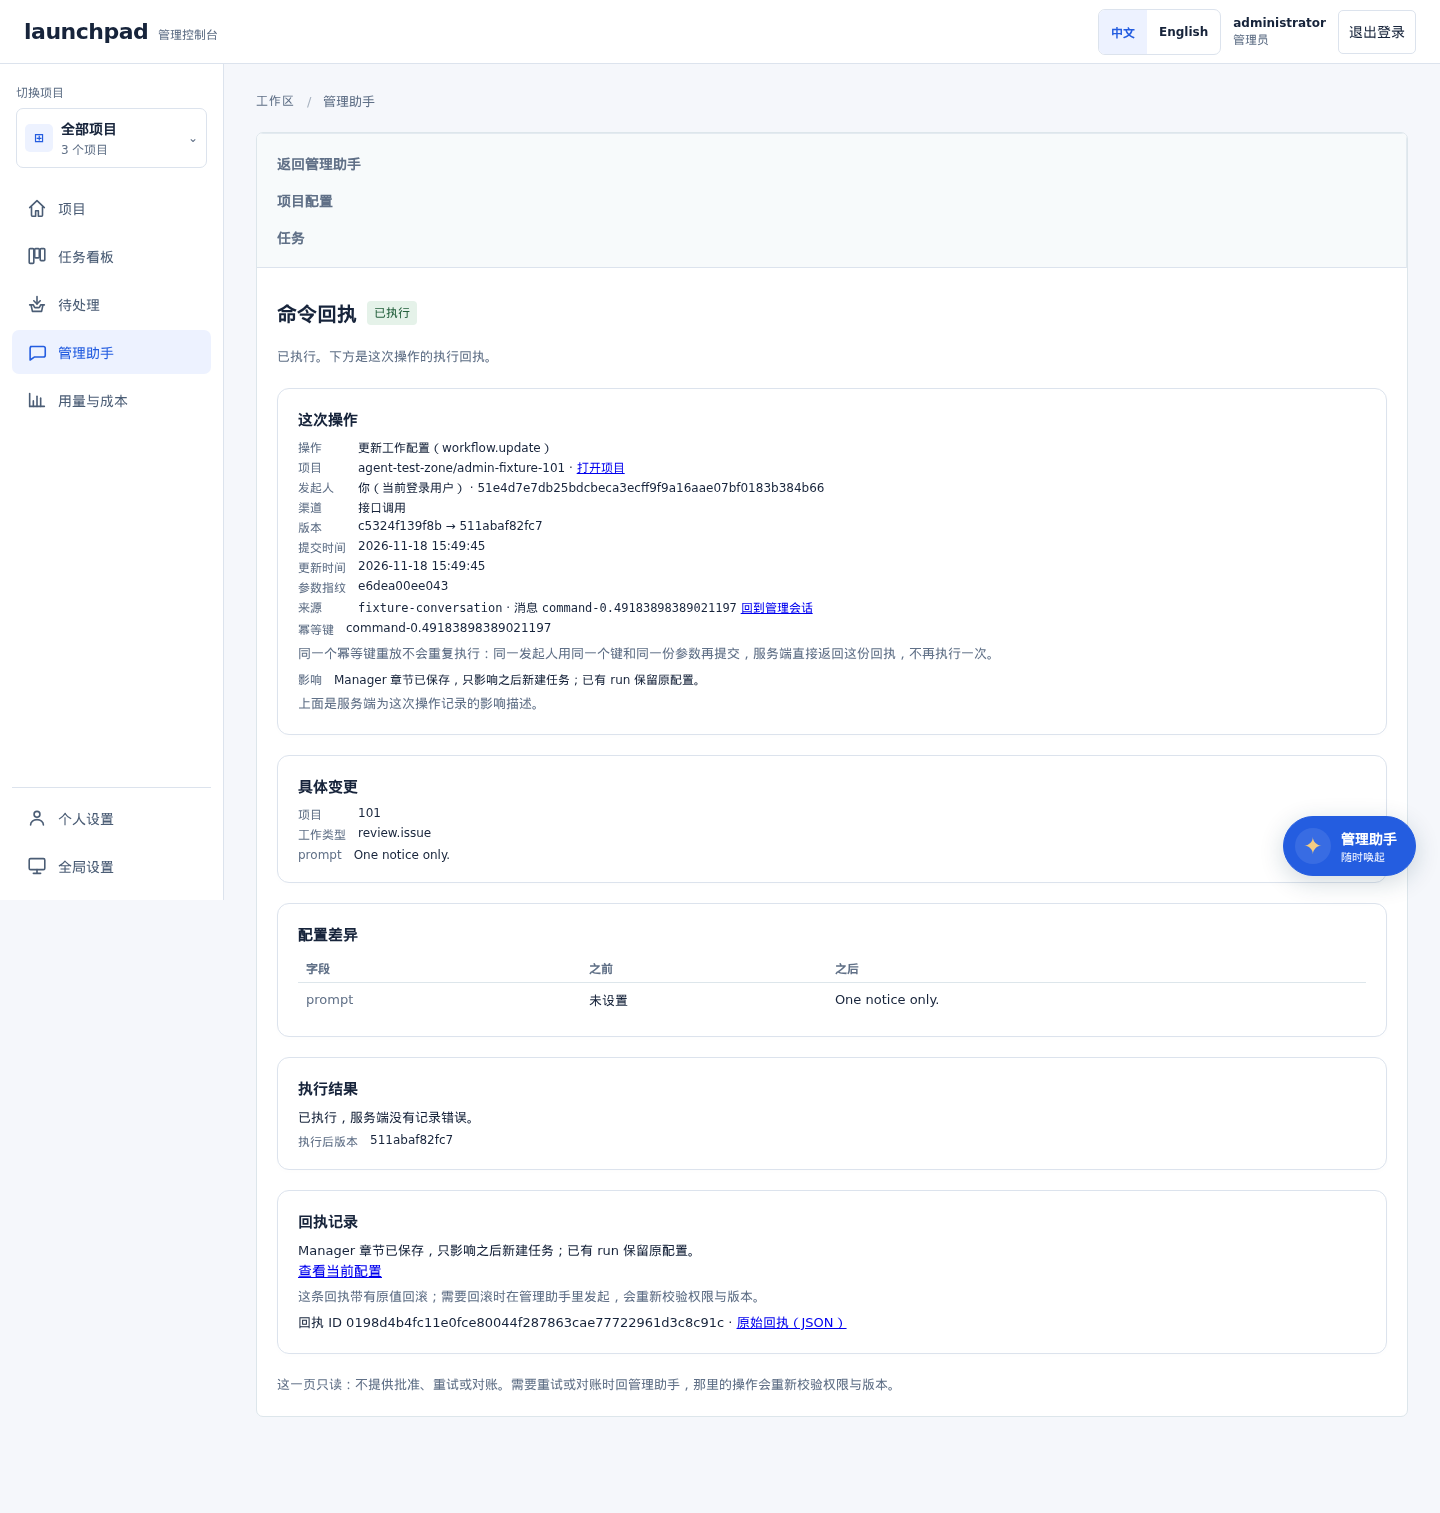 launchpad 管理控制台
中文 English
administrator
管理员
退出登录
切换项目
全部项目
3 个项目
项目
任务看板
待处理
管理助手
用量与成本
个人设置
全局设置
工作区 / 管理助手
返回管理助手
项目配置
任务
命令回执 已执行
已执行。下方是这次操作的执行回执。
这次操作
操作 更新工作配置（workflow.update）
项目 agent-test-zone/admin-fixture-101 · 打开项目
发起人 你（当前登录用户） · 51e4d7e7db25bdcbeca3ecff9f9a16aae07bf0183b384b66
渠道 接口调用
版本 c5324f139f8b → 511abaf82fc7
提交时间 2026-11-18 15:49:45
更新时间 2026-11-18 15:49:45
参数指纹 e6dea00ee043
来源 fixture-conversation · 消息 command-0.49183898389021197 回到管理会话
幂等键 command-0.49183898389021197
同一个幂等键重放不会重复执行：同一发起人用同一个键和同一份参数再提交，服务端直接返回这份回执，不再执行一次。
影响 Manager 章节已保存，只影响之后新建任务；已有 run 保留原配置。
上面是服务端为这次操作记录的影响描述。
具体变更
项目 101
工作类型 review.issue
prompt One notice only.
管理助手
随时唤起
配置差异
字段 之前 之后
prompt 未设置 One notice only.
执行结果
已执行，服务端没有记录错误。
执行后版本 511abaf82fc7
回执记录
Manager 章节已保存，只影响之后新建任务；已有 run 保留原配置。
查看当前配置
这条回执带有原值回滚；需要回滚时在管理助手里发起，会重新校验权限与版本。
回执 ID 0198d4b4fc11e0fce80044f287863cae77722961d3c8c91c · 原始回执（JSON）
这一页只读：不提供批准、重试或对账。需要重试或对账时回管理助手，那里的操作会重新校验权限与版本。